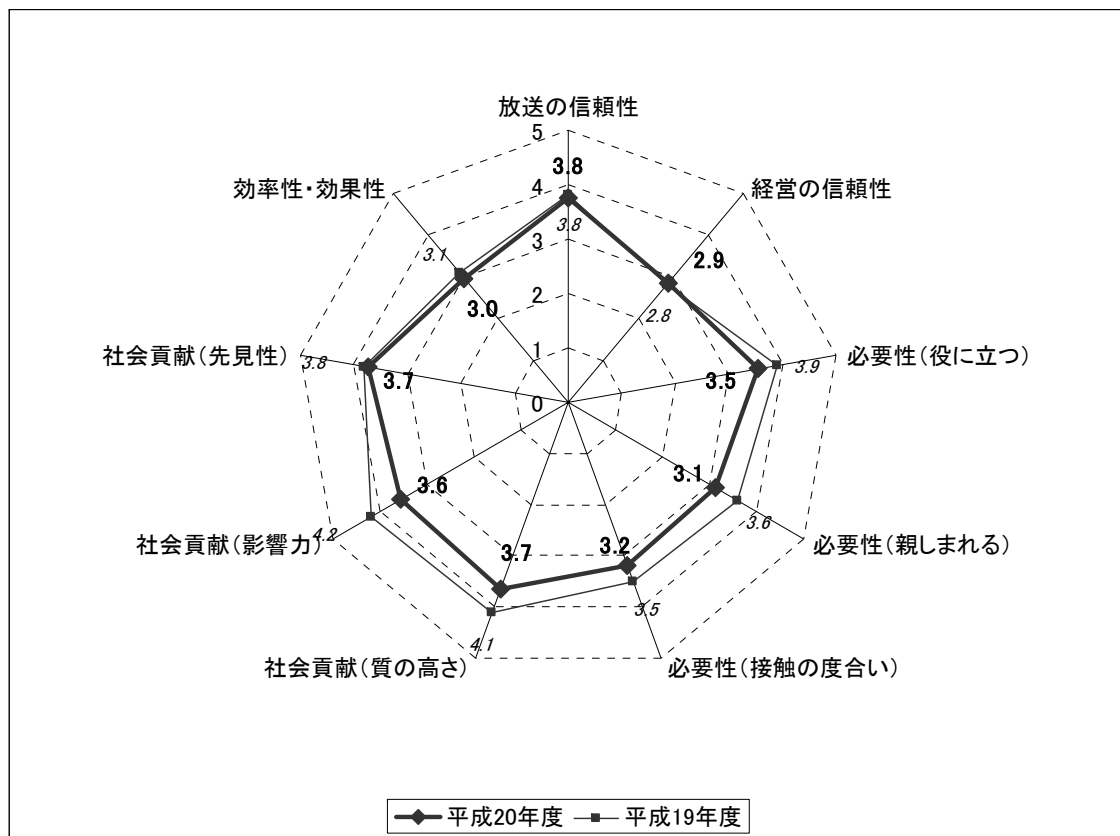 放送の信頼性
5
3.8
効率性・効果性
経営の信頼性
4
3.1
3.8
2.9
3
3.0
2
2.8
社会貢献(先見性)
3.8
3.7
1
3.5
3.9
必要性(役に立つ)
0
3.1
3.6
3.6
社会貢献(影響力)
4.2
必要性(親しまれる)
3.7
3.2
3.5
4.1
社会貢献(質の高さ)
必要性(接触の度合い)
平成20年度 平成19年度